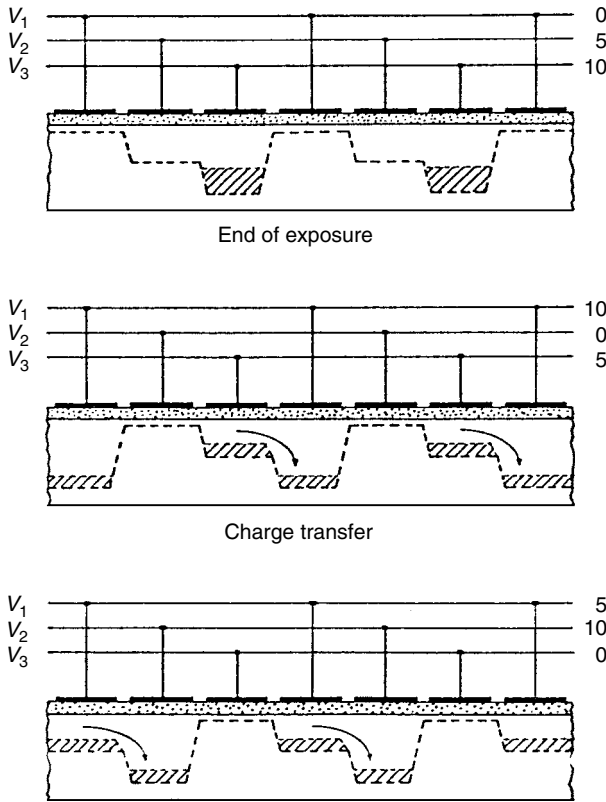 V₁ 0
V₂ 5
V₃ 10
End of exposure
V₁ 10
V₂ 0
V₃ 5
Charge transfer
V₁ 5
V₂ 10
V₃ 0